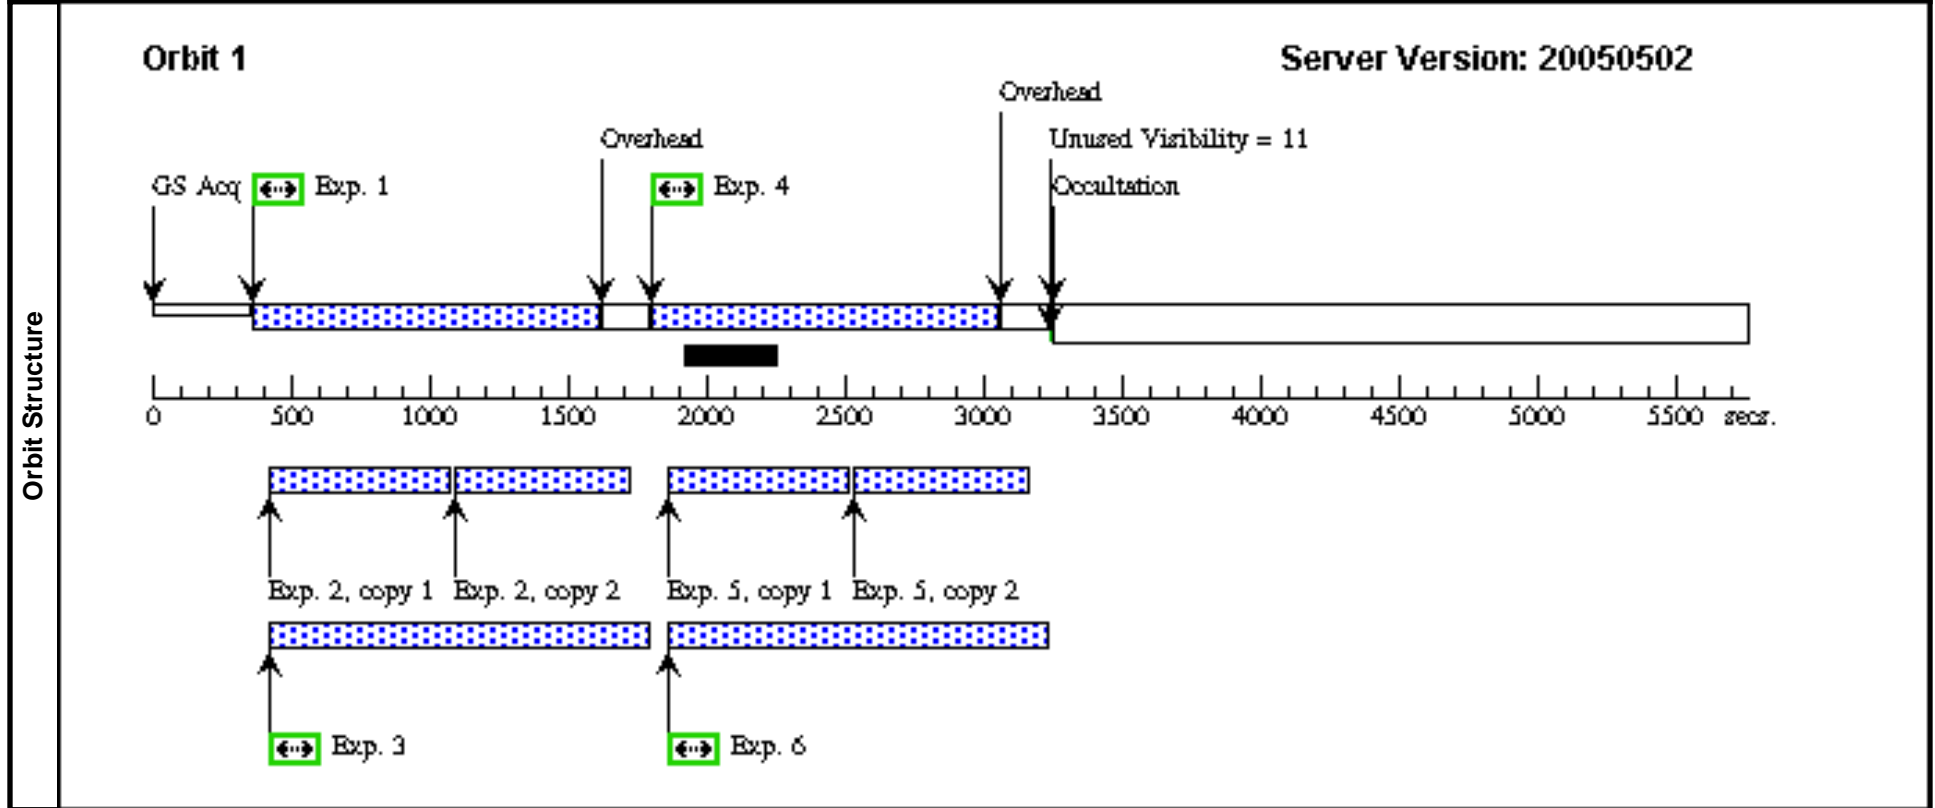 Orbit Structure
Orbit 1
Server Version: 20050502
Overhead
Overhead
Unused Visibility = 11
GS Acq
Exp. 1
Exp. 4
Occultation
0 500 1000 1500 2000 2500 3000 3500 4000 4500 5000 5500 secs.
Exp. 2, copy 1
Exp. 2, copy 2
Exp. 5, copy 1
Exp. 5, copy 2
Exp. 3
Exp. 6